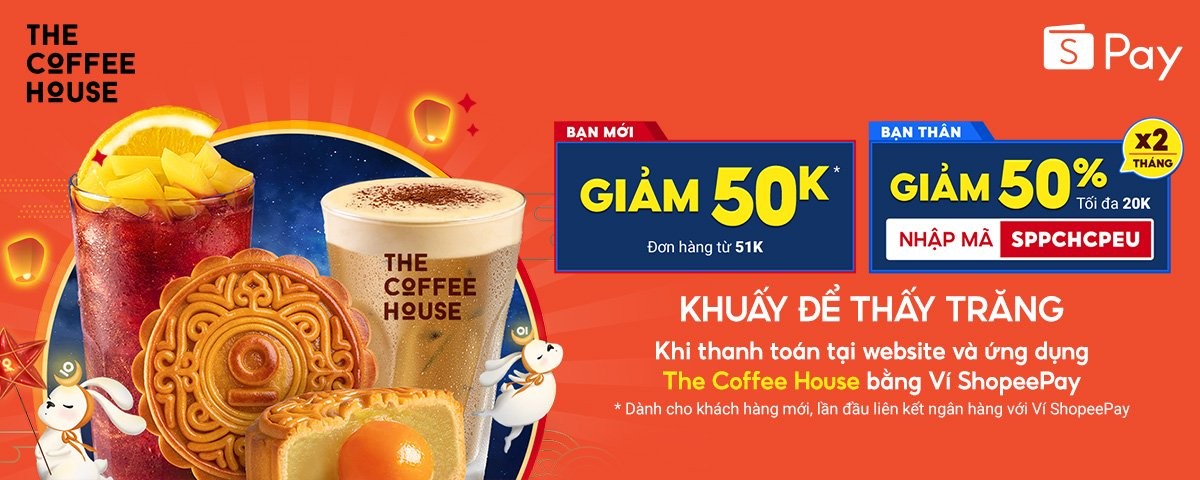 THE
COFFEE
HOUSE
S Pay
BẠN MỚI
GIẢM 50K*
Đơn hàng từ 51K
BẠN THÂN
x2
THÁNG
GIẢM 50%
Tối đa 20K
NHẬP MÃ SPPCHCPEU
THE
COFFEE
HOUSE
KHUẤY ĐỂ THẤY TRĂNG
Khi thanh toán tại website và ứng dụng
The Coffee House bằng Ví ShopeePay
* Dành cho khách hàng mới, lần đầu liên kết ngân hàng với Ví ShopeePay